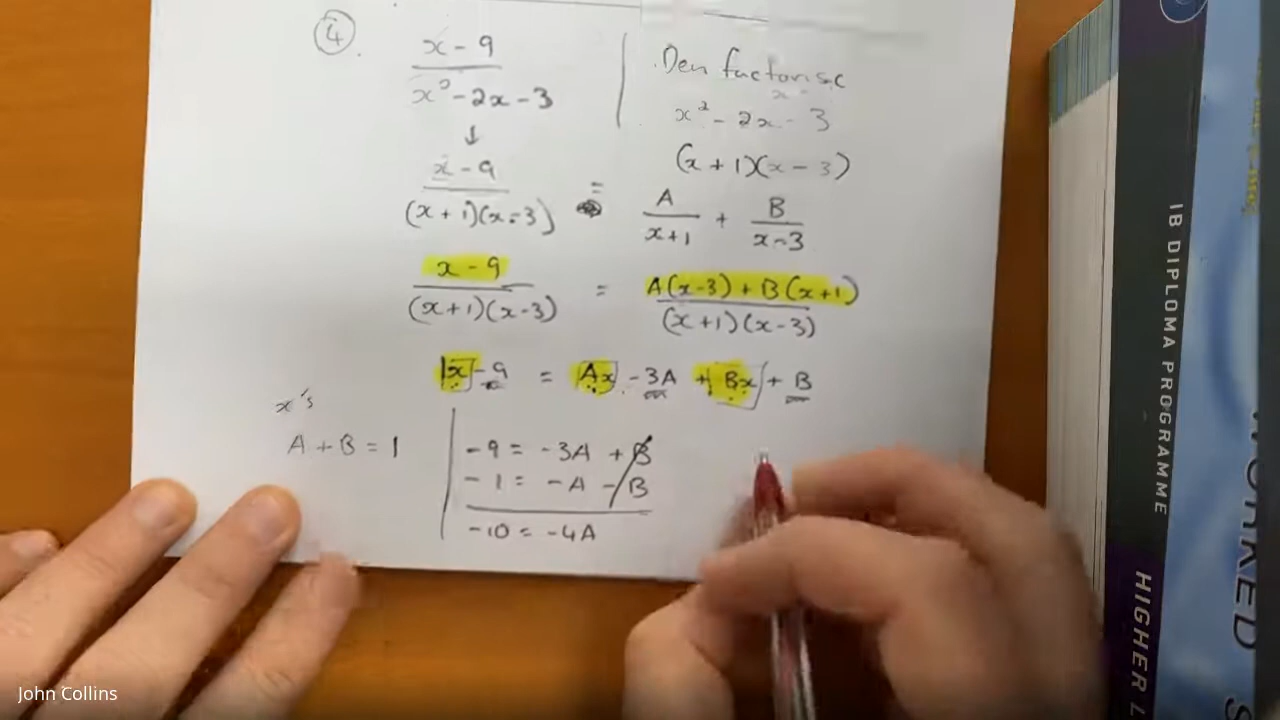 4.
x - 9
x² - 2x - 3
↓
x - 9 / (x + 1)(x - 3) = A / x+1 + B / x-3
Den factorise
x² - 2x - 3
(x + 1)(x - 3)
x - 9 / (x+1)(x-3) = A(x-3) + B(x+1) / (x+1)(x-3)
1x - 9 = Ax - 3A + Bx + B
x's
A + B = 1
-9 = -3A + B
-1 = -A - B
-10 = -4A
IB DIPLOMA PROGRAMME
HIGHER L
WORKED
S
John Collins